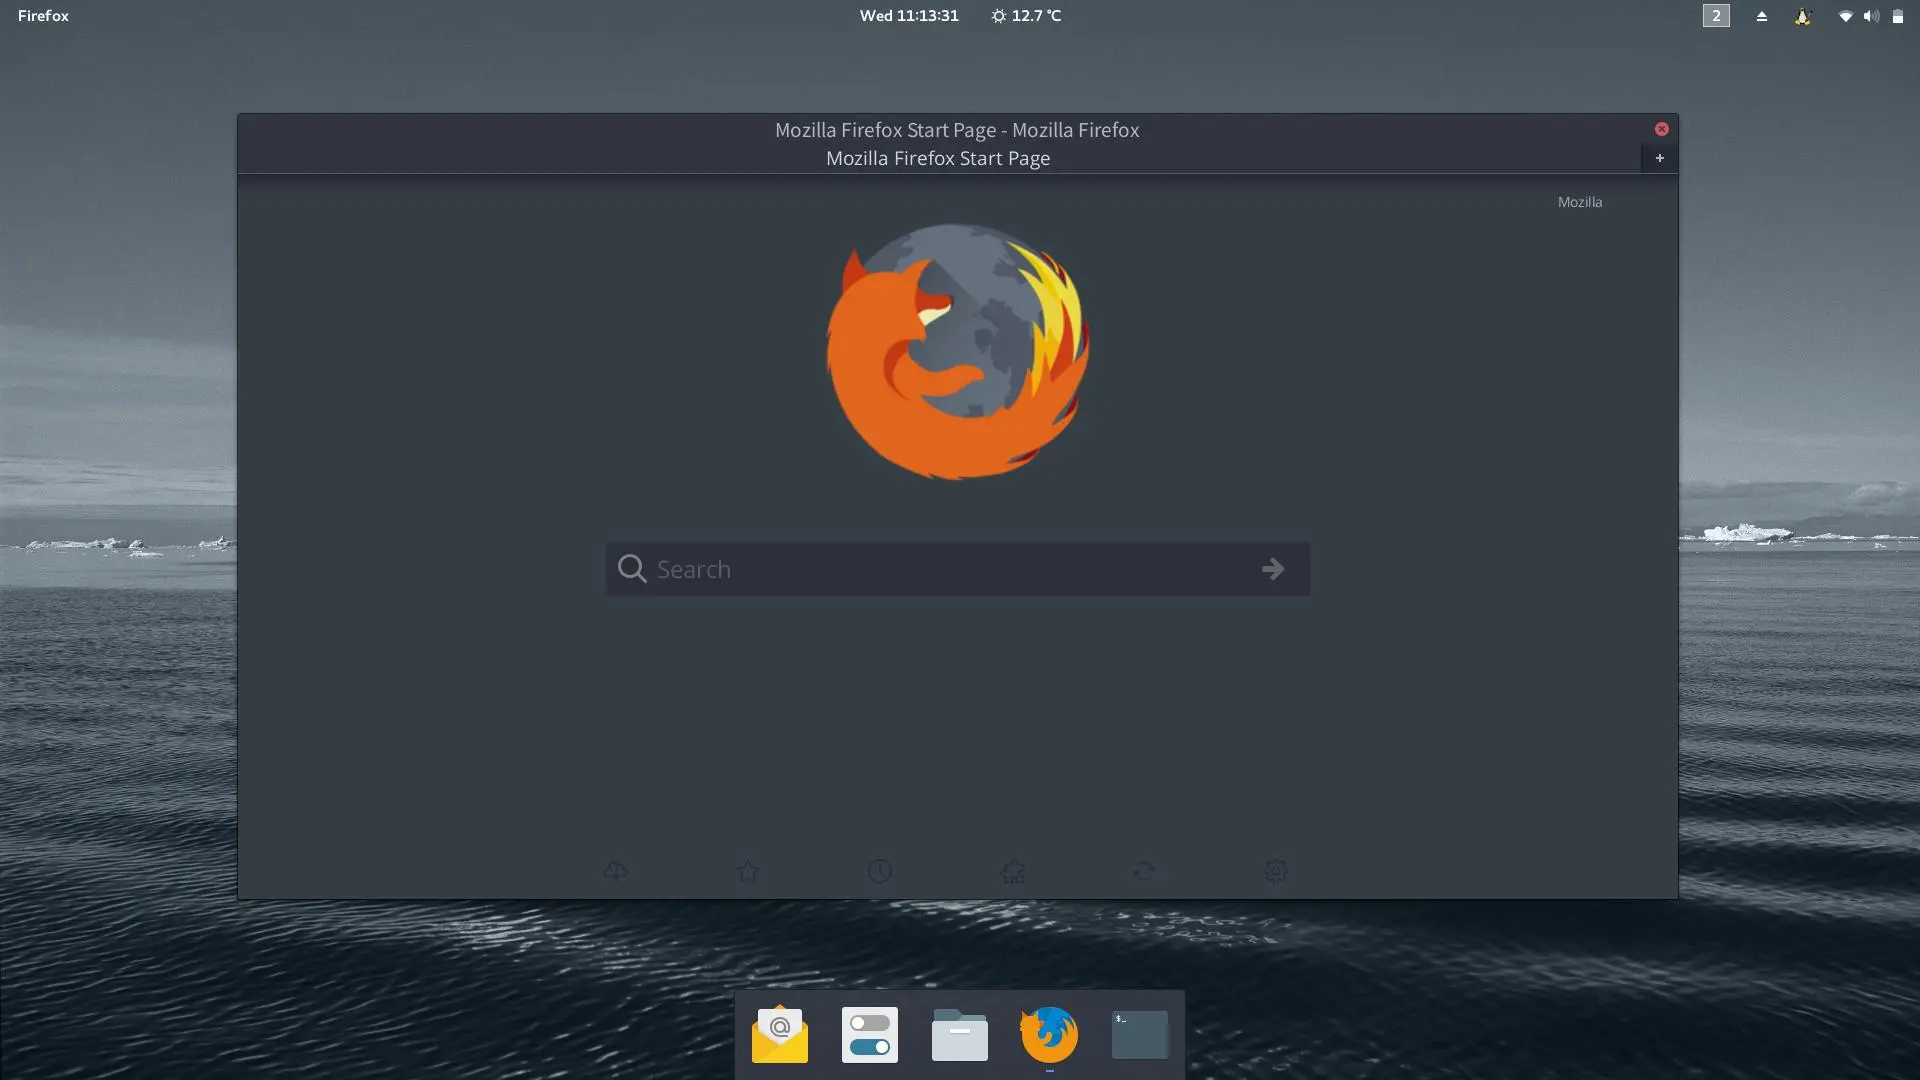 Firefox
Wed 11:13:31
12.7 °C
2
Mozilla Firefox Start Page - Mozilla Firefox
Mozilla Firefox Start Page
+
Mozilla
Search
@
$_